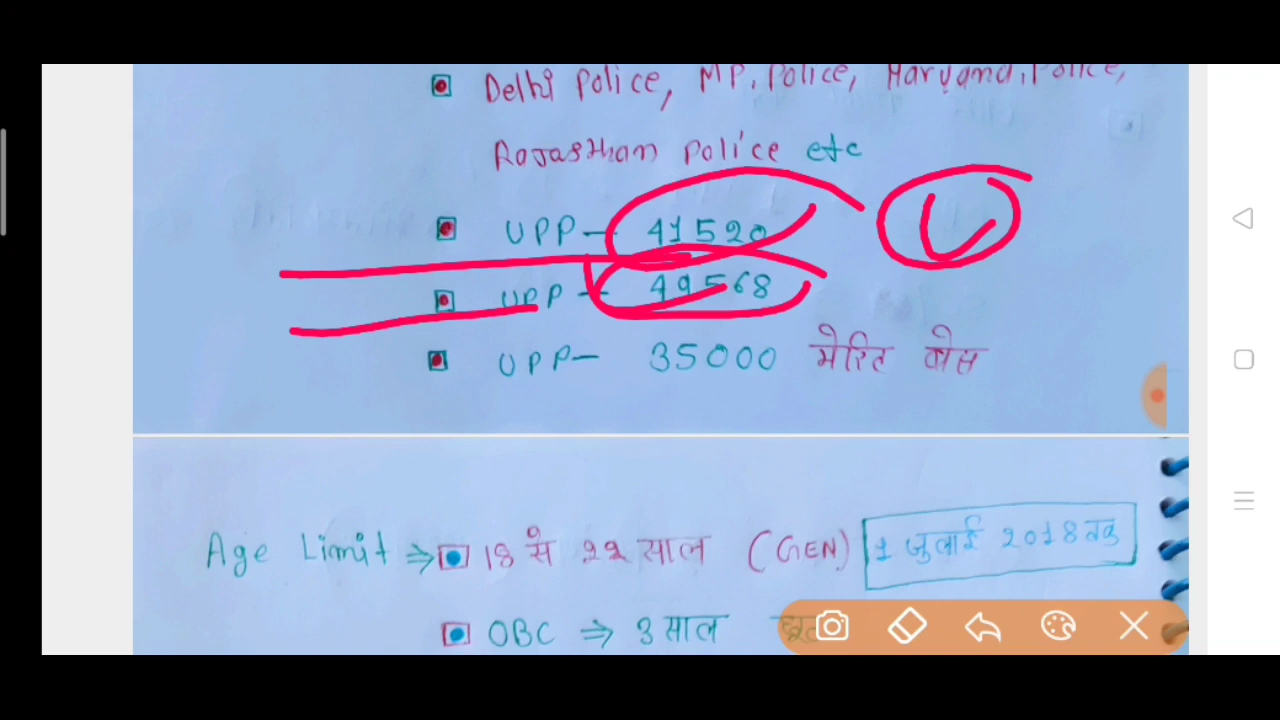 Delhi Police, MP. Police, Haryana. Police,
Rajasthan Police etc
UPP- 41520
UPP- 49568
UPP- 35000 मेरिट बेस
Age Limit ⇒ 18 से 22 साल (GEN) 1 जुलाई 2018 तक
OBC ⇒ 3 साल